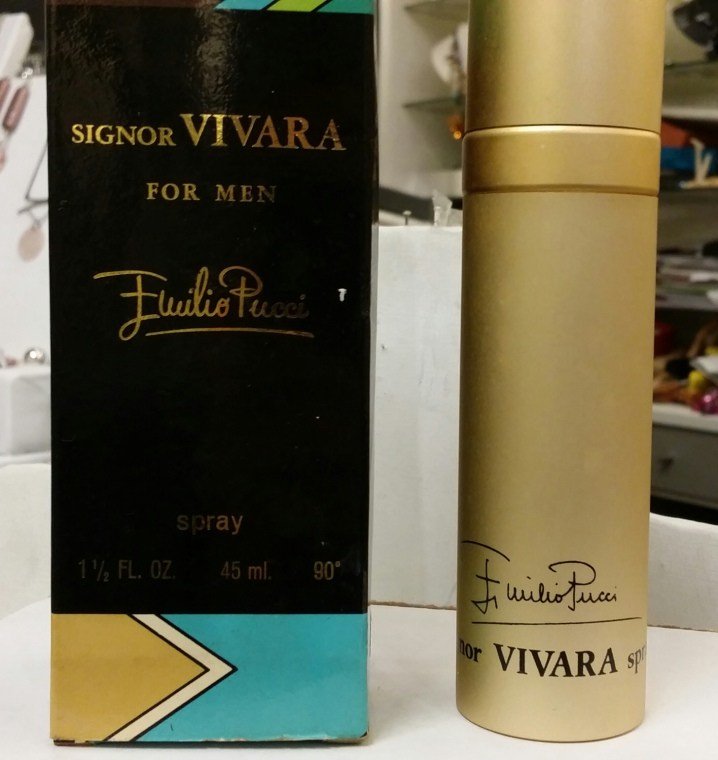 SIGNOR VIVARA
FOR MEN
Emilio Pucci
spray
1 1/2 FL. OZ. 45 ml. 90°
Emilio Pucci
nor VIVARA spr